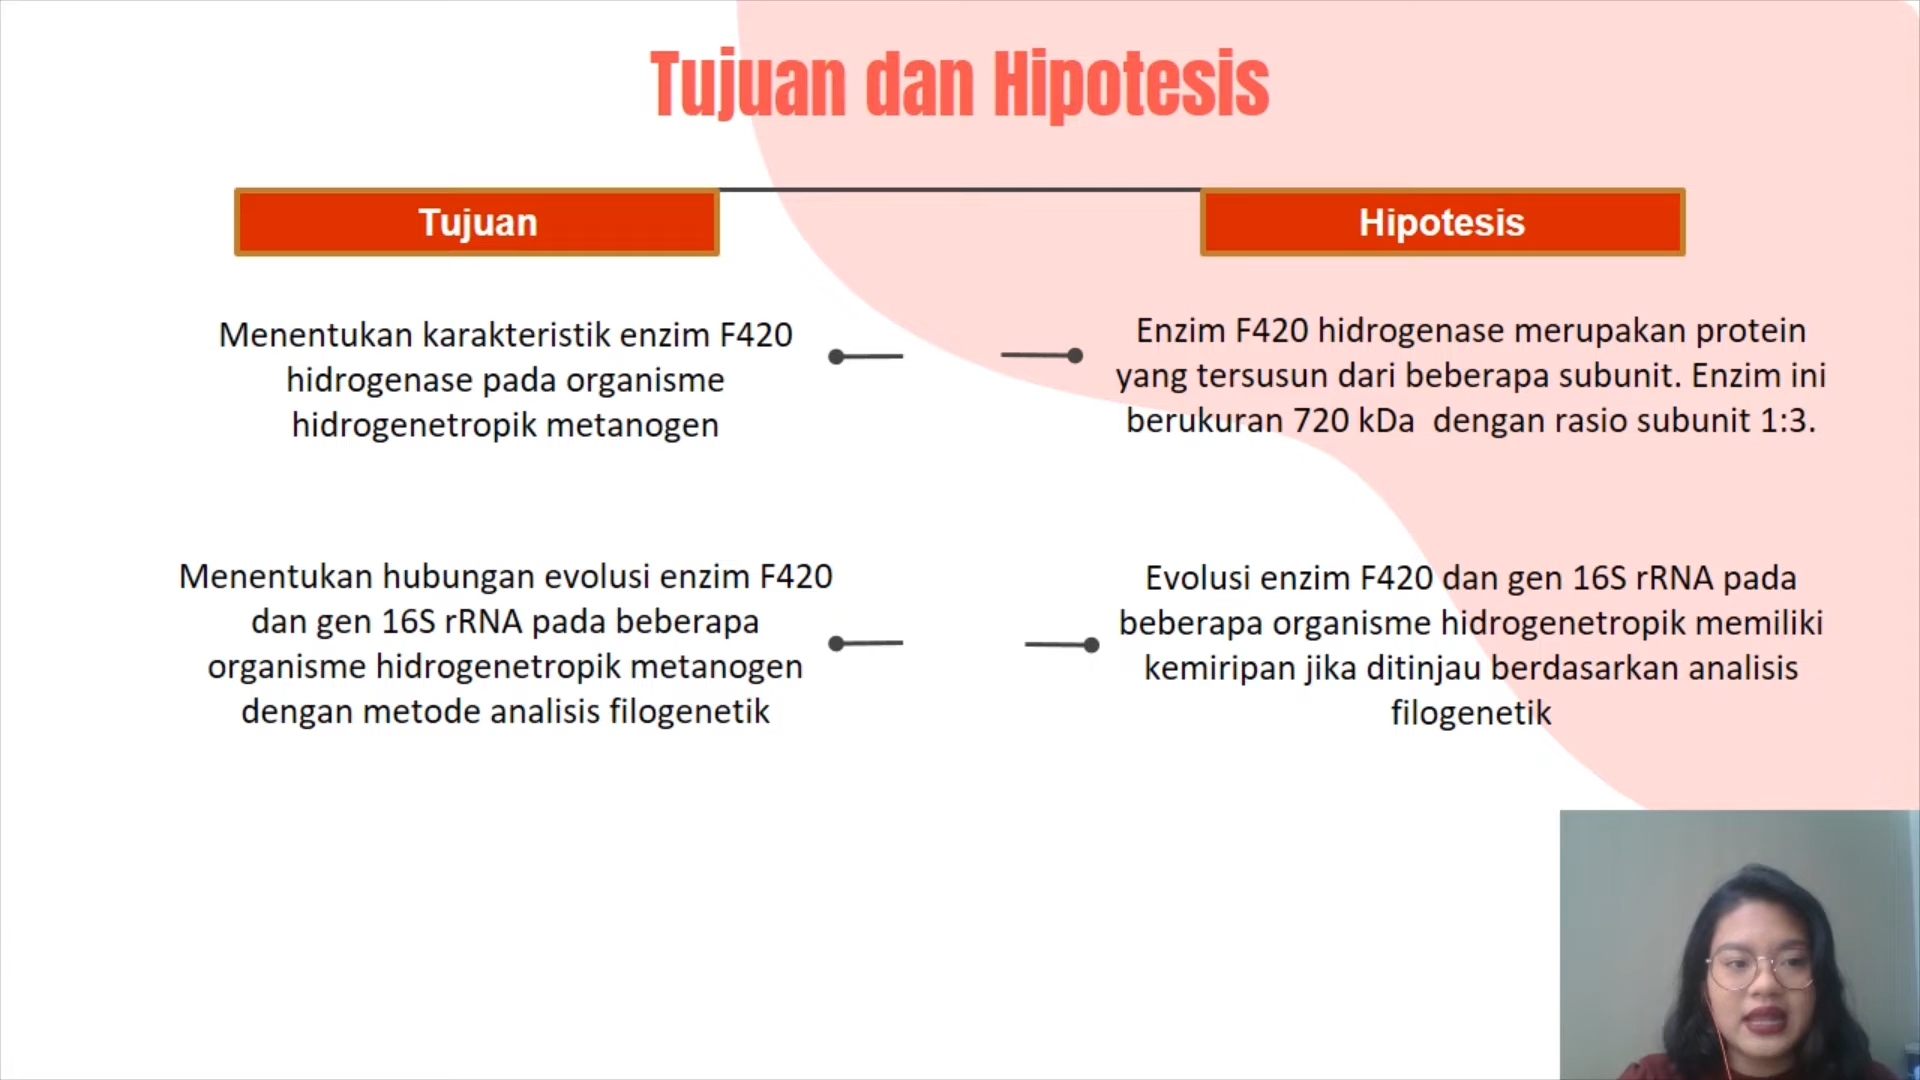 Tujuan dan Hipotesis
Tujuan
Hipotesis
Menentukan karakteristik enzim F420
hidrogenase pada organisme
hidrogenetropik metanogen
Enzim F420 hidrogenase merupakan protein
yang tersusun dari beberapa subunit. Enzim ini
berukuran 720 kDa  dengan rasio subunit 1:3.
Menentukan hubungan evolusi enzim F420
dan gen 16S rRNA pada beberapa
organisme hidrogenetropik metanogen
dengan metode analisis filogenetik
Evolusi enzim F420 dan gen 16S rRNA pada
beberapa organisme hidrogenetropik memiliki
kemiripan jika ditinjau berdasarkan analisis
filogenetik